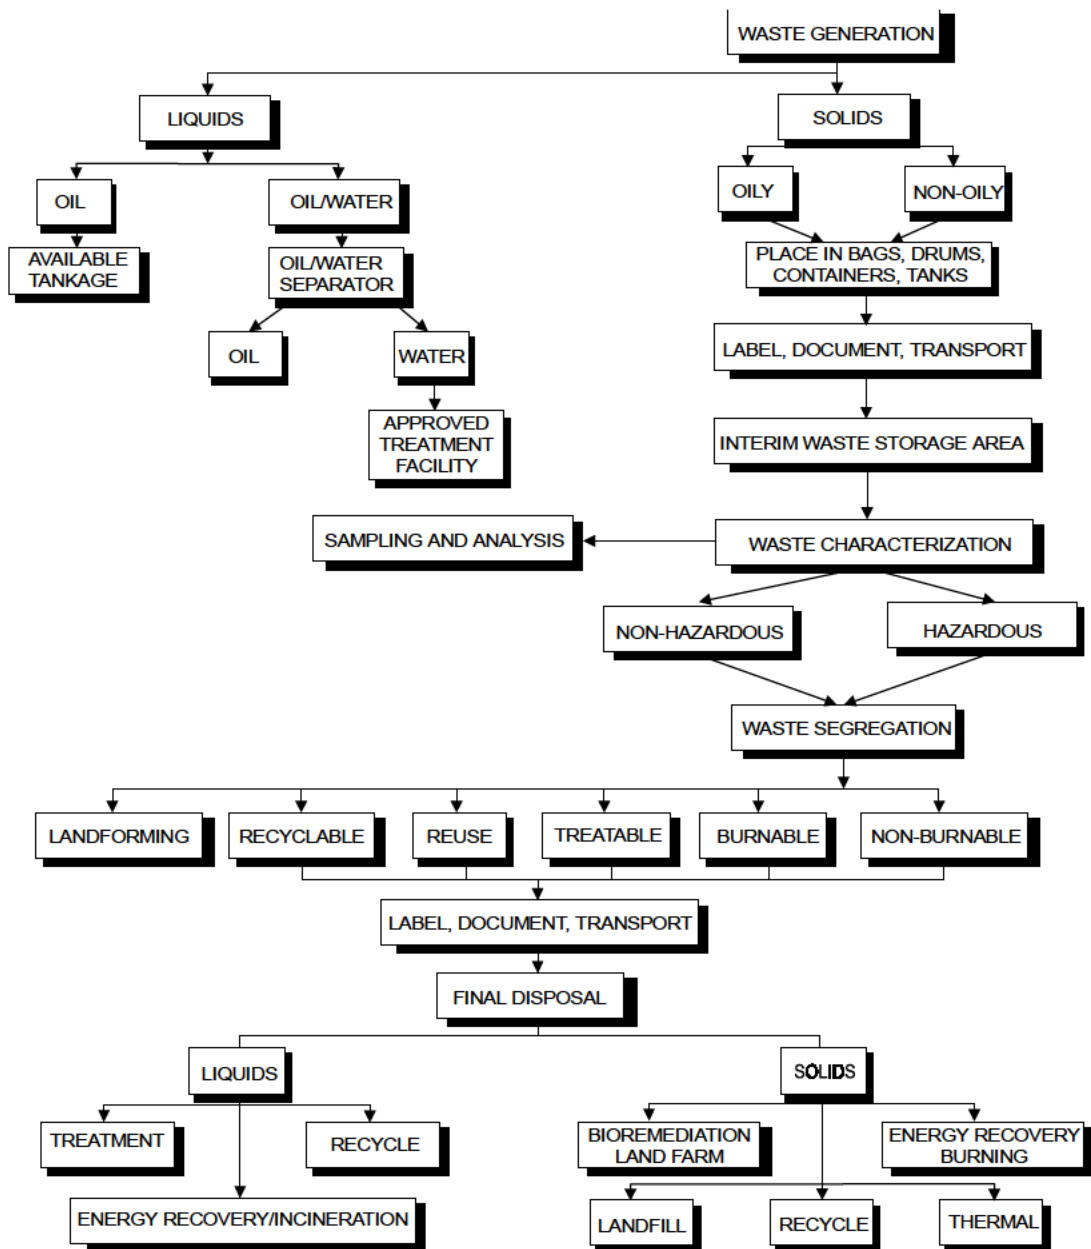 WASTE GENERATION
LIQUIDS
SOLIDS
OIL
OIL/WATER
OILY
NON-OILY
AVAILABLE
TANKAGE
OIL/WATER
SEPARATOR
PLACE IN BAGS, DRUMS,
CONTAINERS, TANKS
OIL
WATER
LABEL, DOCUMENT, TRANSPORT
APPROVED
TREATMENT
FACILITY
INTERIM WASTE STORAGE AREA
SAMPLING AND ANALYSIS
WASTE CHARACTERIZATION
NON-HAZARDOUS
HAZARDOUS
WASTE SEGREGATION
LANDFORMING
RECYCLABLE
REUSE
TREATABLE
BURNABLE
NON-BURNABLE
LABEL, DOCUMENT, TRANSPORT
FINAL DISPOSAL
LIQUIDS
SOLIDS
TREATMENT
RECYCLE
BIOREMEDIATION
LAND FARM
ENERGY RECOVERY
BURNING
ENERGY RECOVERY/INCINERATION
LANDFILL
RECYCLE
THERMAL